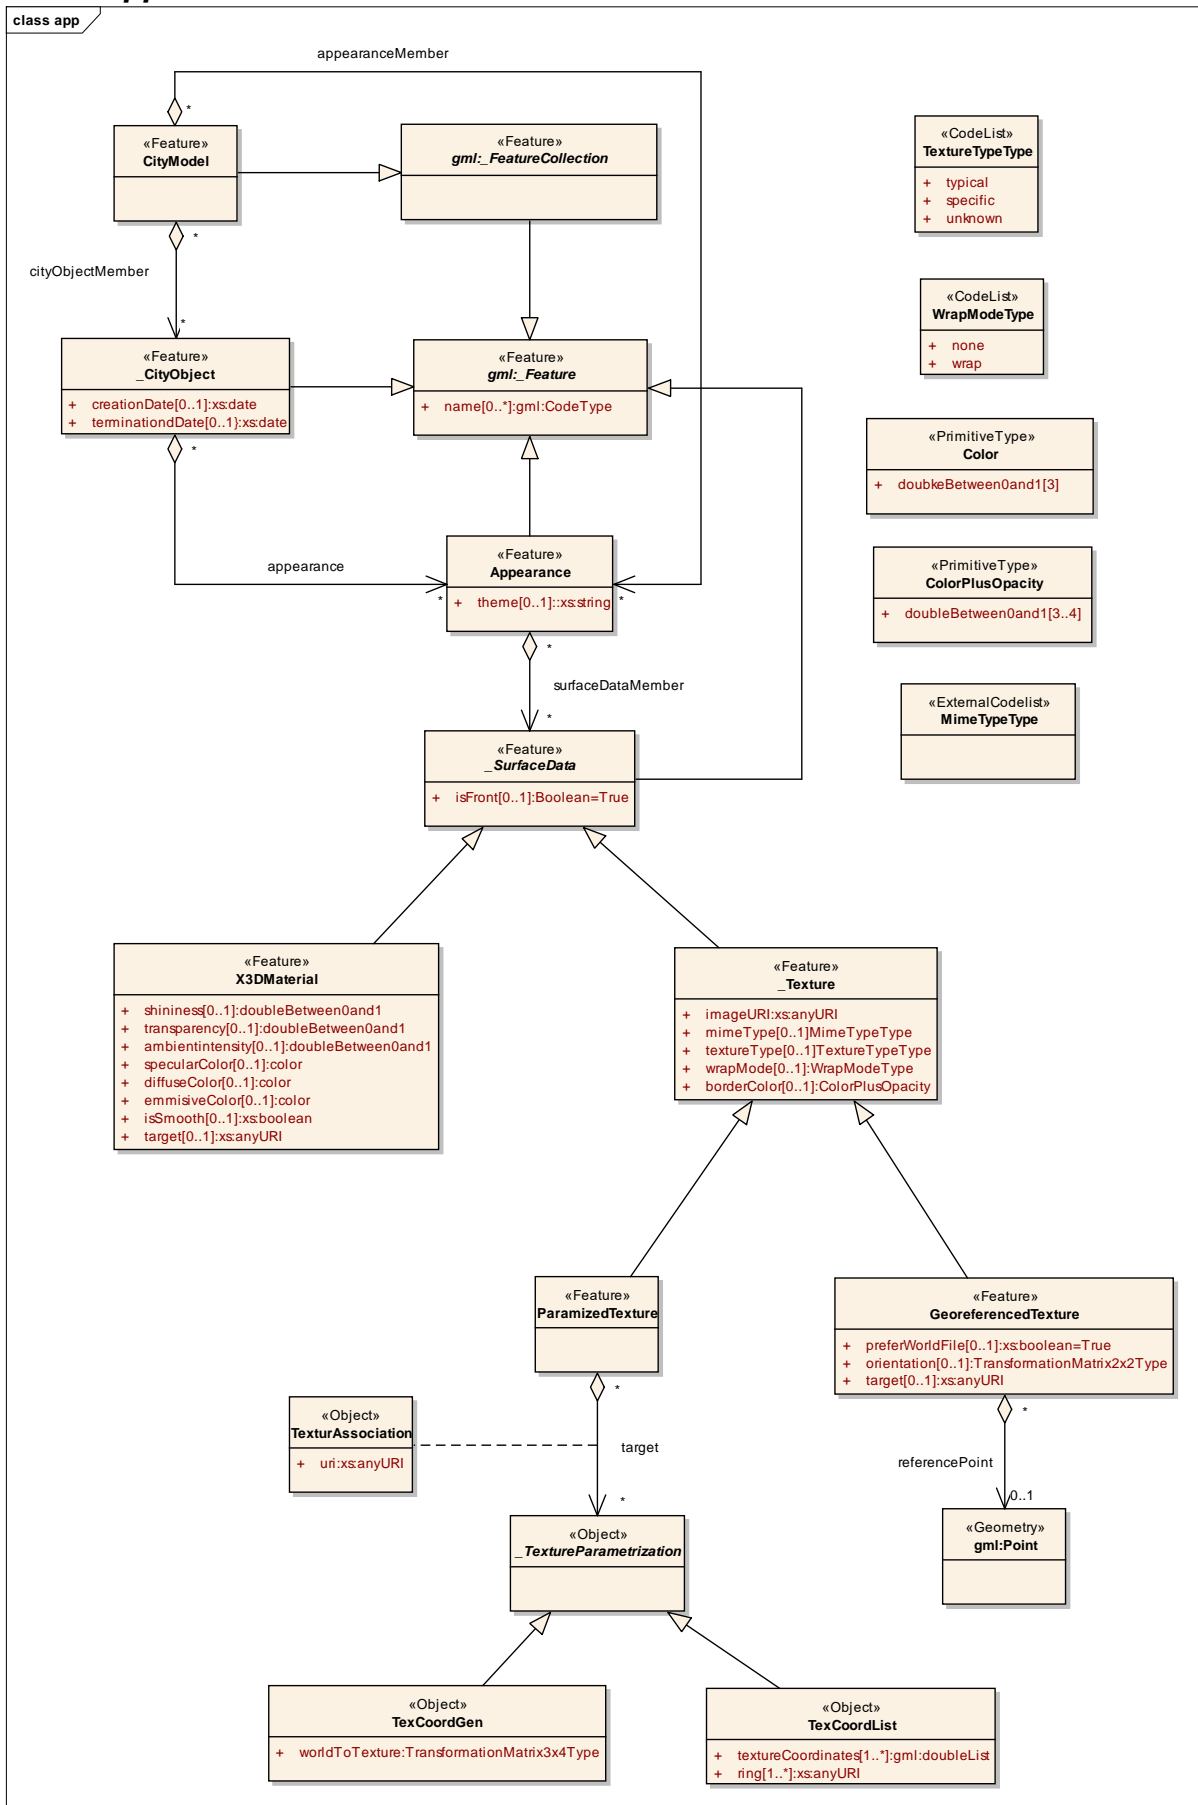 class app
appearanceMember
*
«Feature»
CityModel
«Feature»
gml:_FeatureCollection
«CodeList»
TextureTypeType
+ typical
+ specific
+ unknown
*
cityObjectMember
*
«CodeList»
WrapModeType
+ none
+ wrap
«Feature»
_CityObject
+ creationDate[0..1]:xs:date
+ terminationdDate[0..1}:xs:date
«Feature»
gml:_Feature
+ name[0..*]:gml:CodeType
*
«PrimitiveType»
Color
+ doubkeBetween0and1[3]
appearance
*
«Feature»
Appearance
+ theme[0..1]::xs:string
*
«PrimitiveType»
ColorPlusOpacity
+ doubleBetween0and1[3..4]
*
surfaceDataMember
*
«ExternalCodelist»
MimeTypeType
«Feature»
_SurfaceData
+ isFront[0..1]:Boolean=True
«Feature»
X3DMaterial
+ shininess[0..1]:doubleBetween0and1
+ transparency[0..1]:doubleBetween0and1
+ ambientintensity[0..1]:doubleBetween0and1
+ specularColor[0..1]:color
+ diffuseColor[0..1]:color
+ emmisiveColor[0..1]:color
+ isSmooth[0..1]:xs:boolean
+ target[0..1]:xs:anyURI
«Feature»
_Texture
+ imageURI:xs:anyURI
+ mimeType[0..1]MimeTypeType
+ textureType[0..1]TextureTypeType
+ wrapMode[0..1]:WrapModeType
+ borderColor[0..1]:ColorPlusOpacity
«Feature»
ParamizedTexture
«Feature»
GeoreferencedTexture
+ preferWorldFile[0..1]:xs:boolean=True
+ orientation[0..1]:TransformationMatrix2x2Type
+ target[0..1]:xs:anyURI
*
«Object»
TexturAssociation
+ uri:xs:anyURI
target
*
*
referencePoint
0..1
«Object»
_TextureParametrization
«Geometry»
gml:Point
«Object»
TexCoordGen
+ worldToTexture:TransformationMatrix3x4Type
«Object»
TexCoordList
+ textureCoordinates[1..*]:gml:doubleList
+ ring[1..*]:xs:anyURI